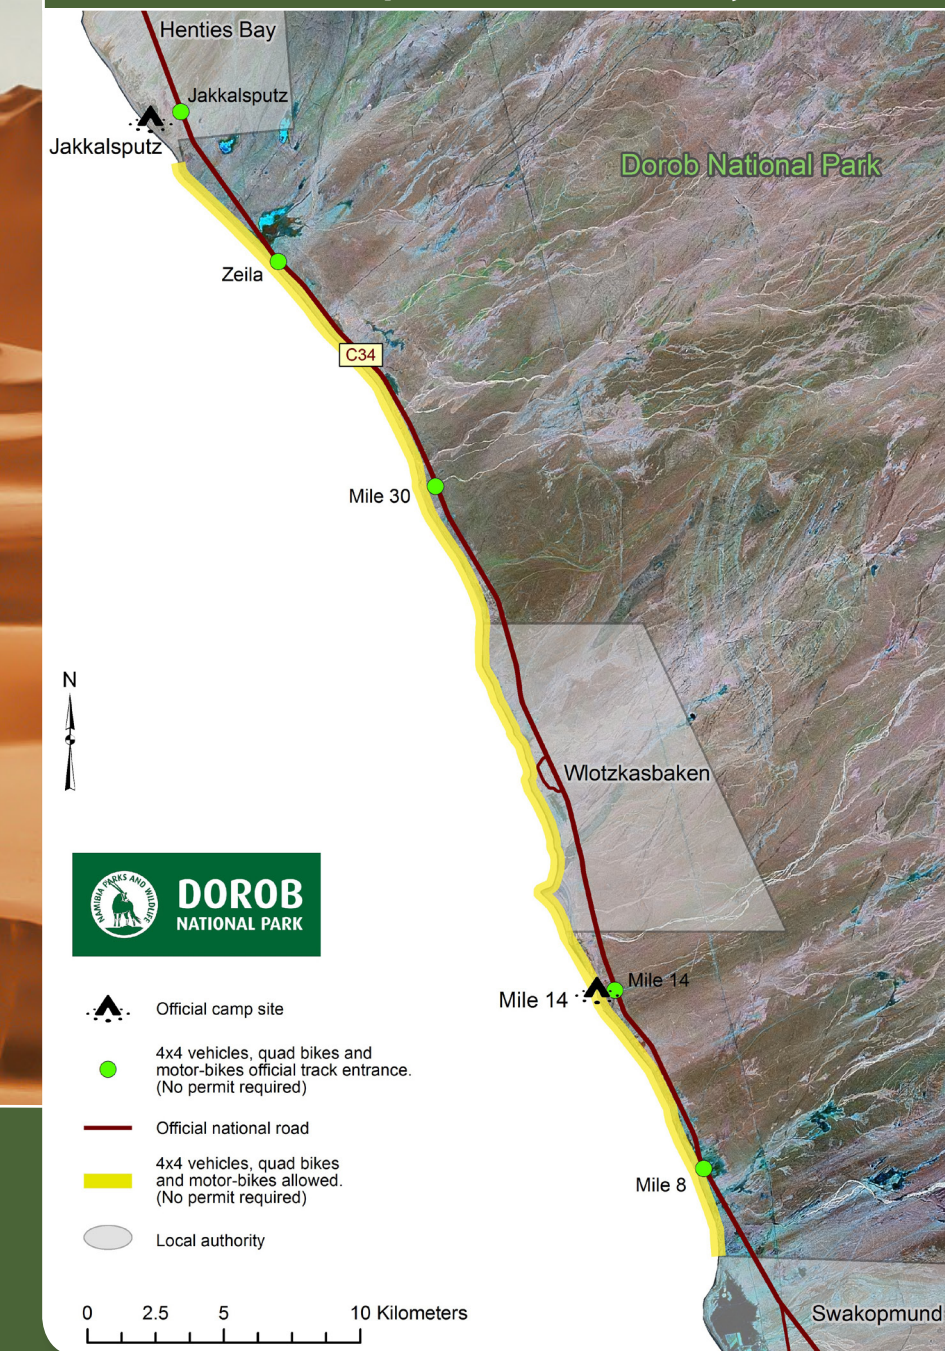 Henties Bay
Jakkalsputz
Jakkalsputz
Dorob National Park
Zeila
C34
Mile 30
N
Wlotzkasbaken
NAMIBIA PARKS AND WILDLIFE
DOROB
NATIONAL PARK
Mile 14
Mile 14
Official camp site
4x4 vehicles, quad bikes and
motor-bikes official track entrance.
(No permit required)
Official national road
4x4 vehicles, quad bikes
and motor-bikes allowed.
(No permit required)
Mile 8
Local authority
0 2.5 5 10 Kilometers
Swakopmund